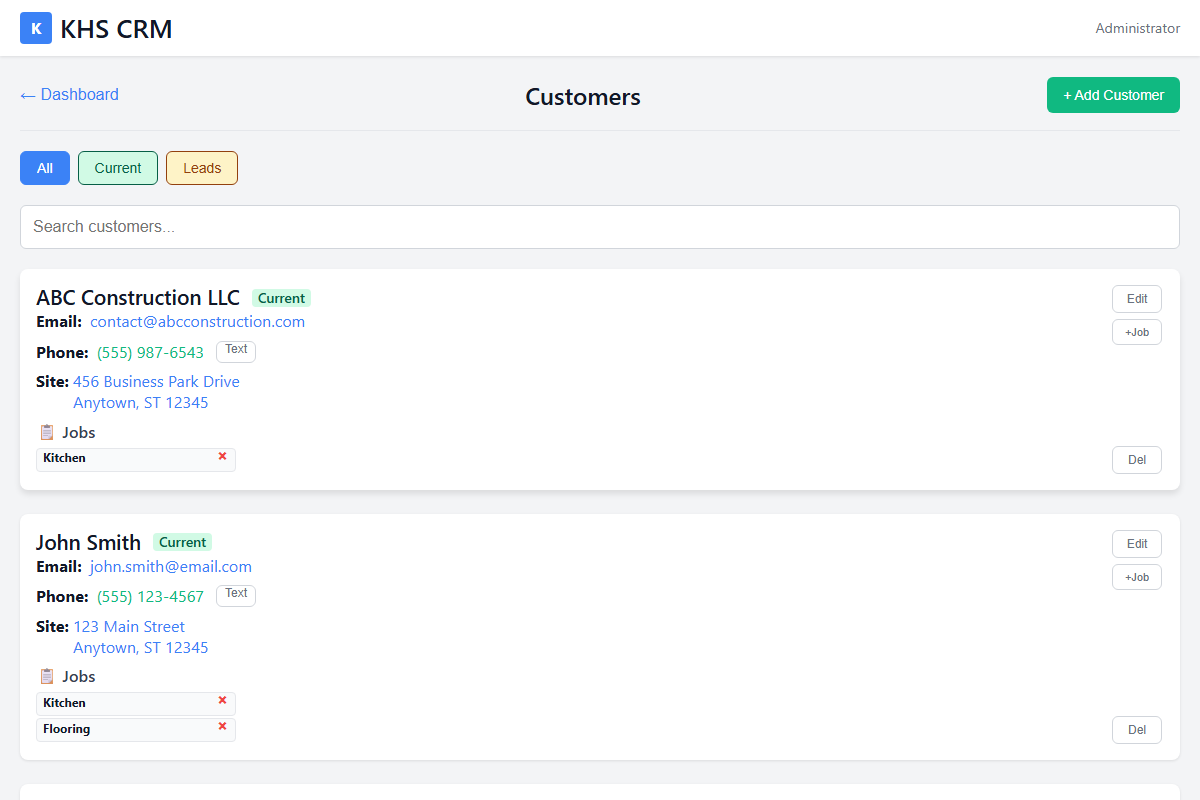 K KHS CRM
Administrator
← Dashboard
Customers
+ Add Customer
All
Current
Leads
Search customers...
ABC Construction LLC Current
Edit
Email: contact@abcconstruction.com
+Job
Phone: (555) 987-6543 Text
Site: 456 Business Park Drive
Anytown, ST 12345
Jobs
Kitchen ×
Del
John Smith Current
Edit
Email: john.smith@email.com
+Job
Phone: (555) 123-4567 Text
Site: 123 Main Street
Anytown, ST 12345
Jobs
Kitchen ×
Flooring ×
Del